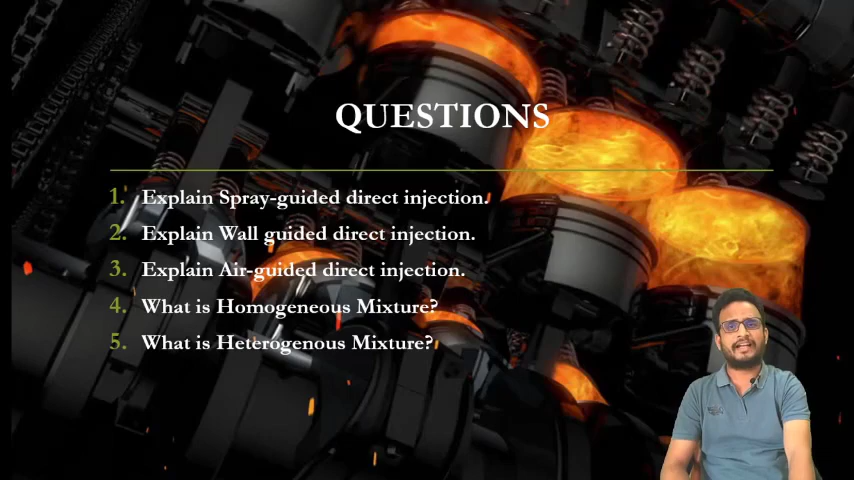 QUESTIONS
1. Explain Spray-guided direct injection.
2. Explain Wall guided direct injection.
3. Explain Air-guided direct injection.
4. What is Homogeneous Mixture?
5. What is Heterogenous Mixture?